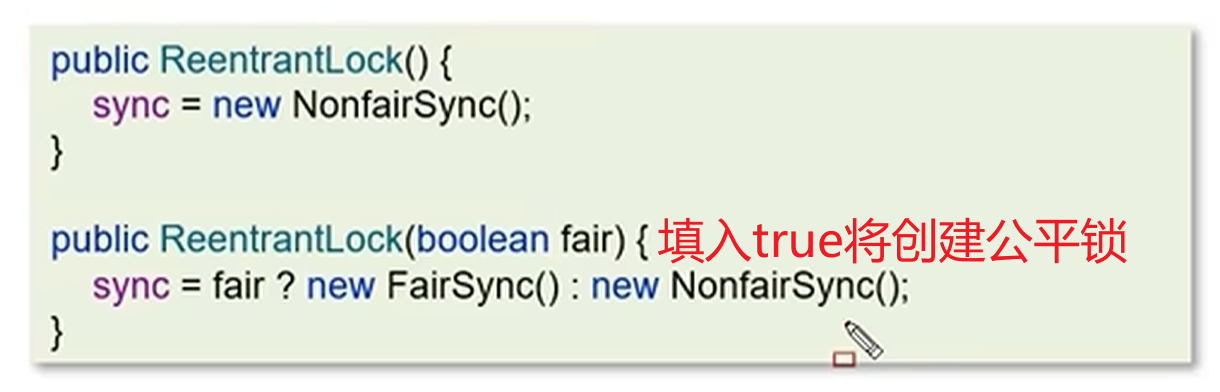 public ReentrantLock() {
sync = new NonfairSync();
}
public ReentrantLock(boolean fair) { 填入true将创建公平锁
sync = fair ? new FairSync() : new NonfairSync();
}